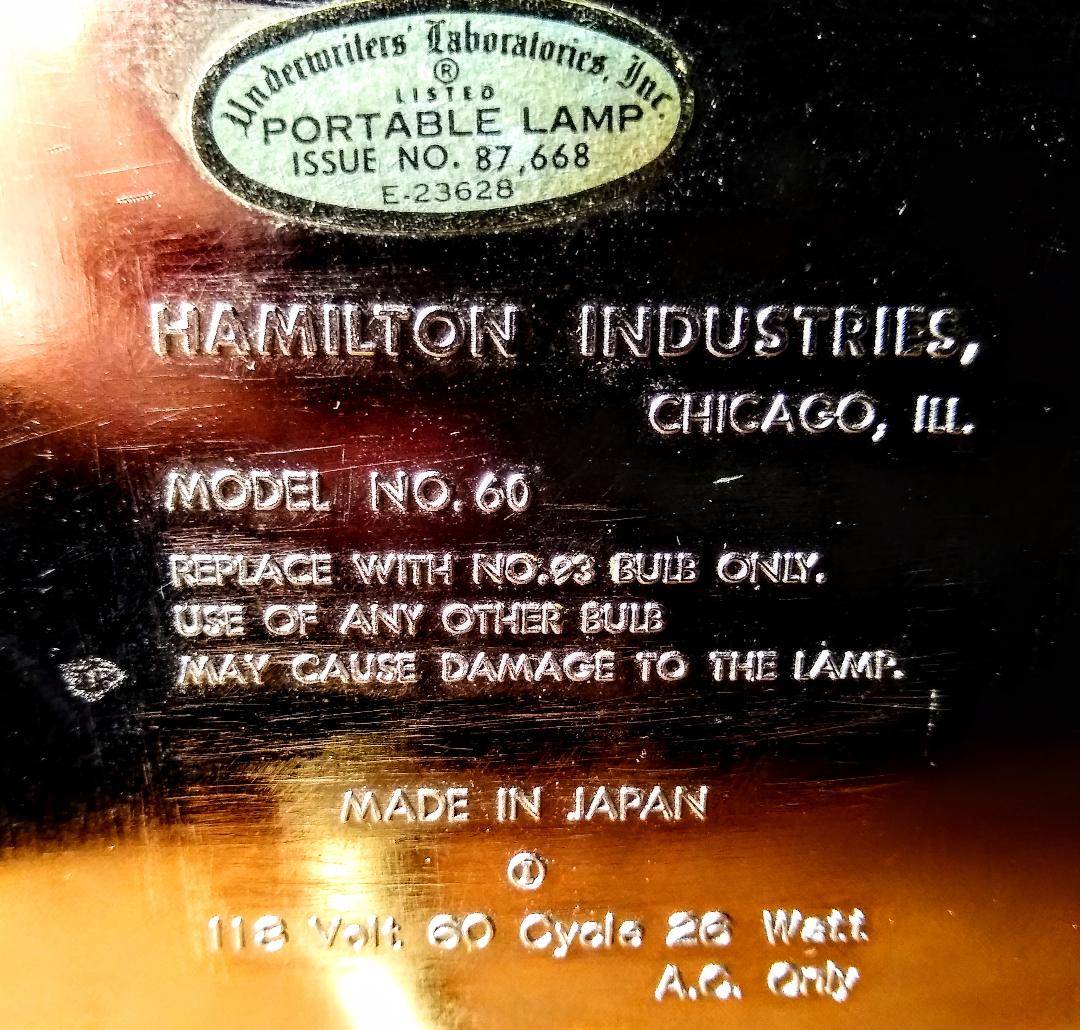 Underwriters' Laboratories, Inc.
®
LISTED
PORTABLE LAMP
ISSUE NO. 87,668
E-23628
HAMILTON INDUSTRIES,
CHICAGO, ILL.
MODEL NO. 60
REPLACE WITH NO.93 BULB ONLY.
USE OF ANY OTHER BULB
MAY CAUSE DAMAGE TO THE LAMP.
MADE IN JAPAN
118 Volt 60 Cycle 26 Watt
A.C. Only